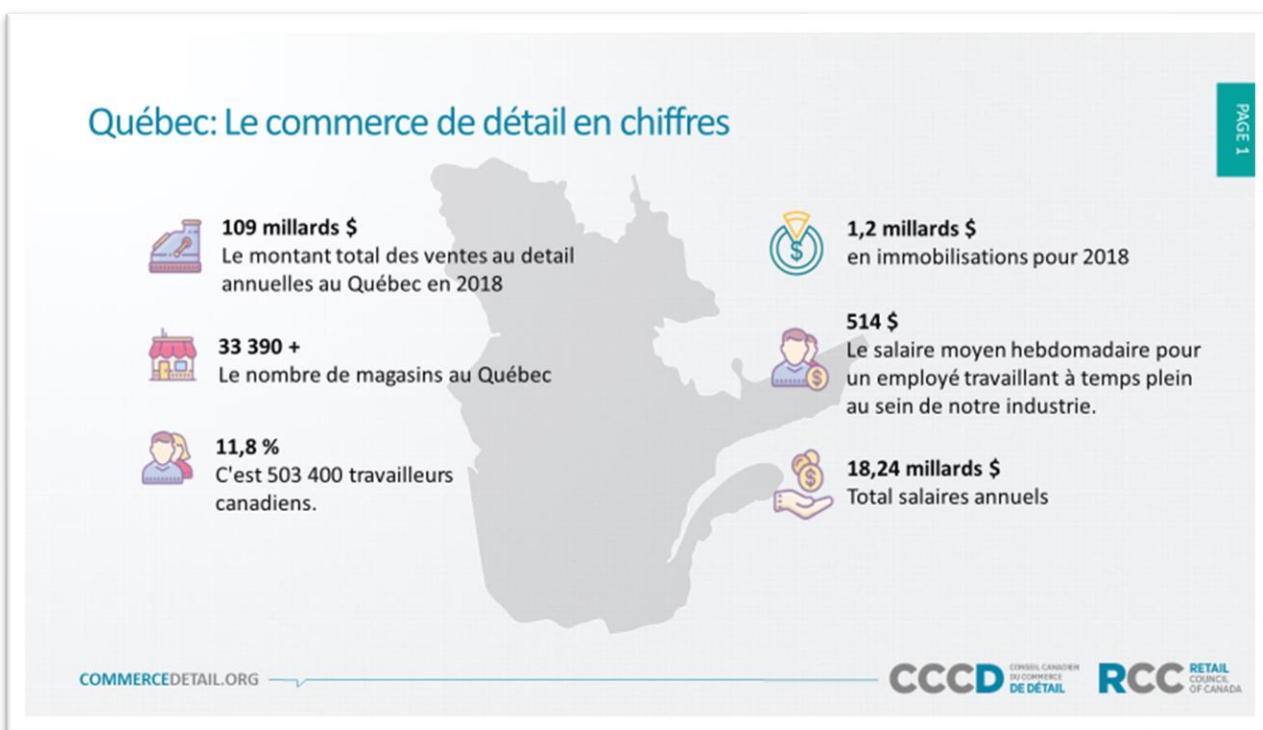 Québec: Le commerce de détail en chiffres
PAGE 1
109 millards $
Le montant total des ventes au detail
annuelles au Québec en 2018
33 390 +
Le nombre de magasins au Québec
11,8 %
C'est 503 400 travailleurs
canadiens.
1,2 millards $
en immobilisations pour 2018
514 $
Le salaire moyen hebdomadaire pour
un employé travaillant à temps plein
au sein de notre industrie.
18,24 millards $
Total salaires annuels
COMMERCEDETAIL.ORG
CCCD
CONSEIL CANADIEN
DU COMMERCE
DE DÉTAIL
RCC
RETAIL
COUNCIL
OF CANADA